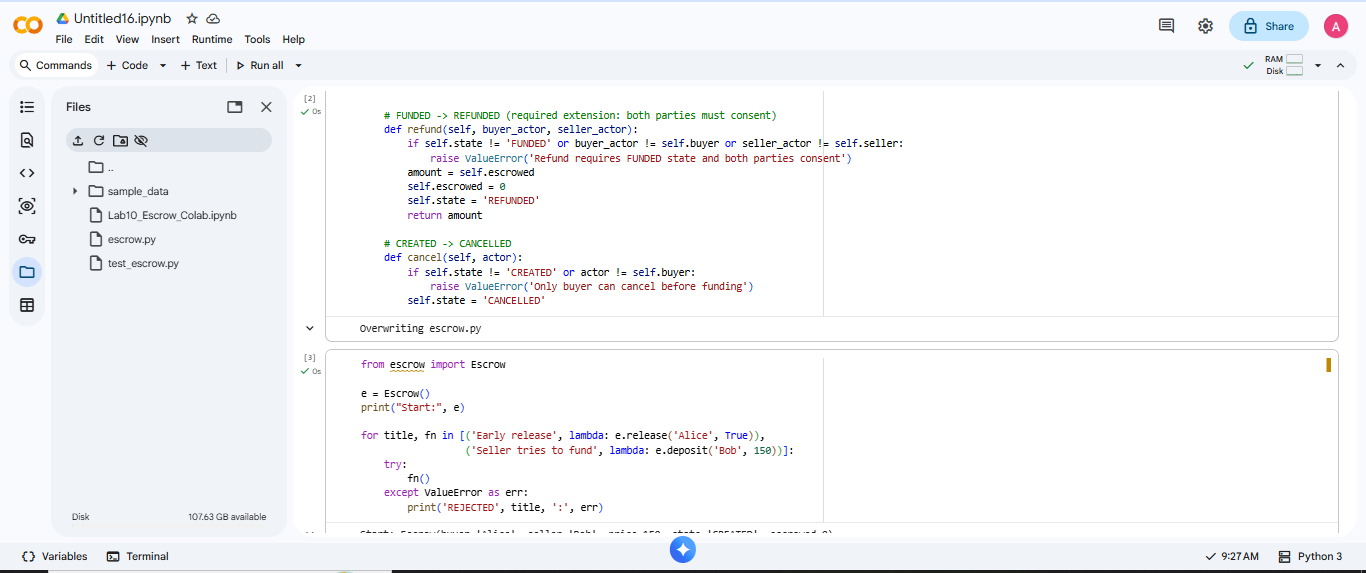 Untitled16.ipynb
File Edit View Insert Runtime Tools Help
Share
A
Commands + Code + Text Run all
RAM
Disk
Files
..
sample_data
Lab10_Escrow_Colab.ipynb
escrow.py
test_escrow.py
Disk 107.63 GB available
[2]
0s
# FUNDED -> REFUNDED (required extension: both parties must consent)
def refund(self, buyer_actor, seller_actor):
if self.state != 'FUNDED' or buyer_actor != self.buyer or seller_actor != self.seller:
raise ValueError('Refund requires FUNDED state and both parties consent')
amount = self.escrowed
self.escrowed = 0
self.state = 'REFUNDED'
return amount
# CREATED -> CANCELLED
def cancel(self, actor):
if self.state != 'CREATED' or actor != self.buyer:
raise ValueError('Only buyer can cancel before funding')
self.state = 'CANCELLED'
Overwriting escrow.py
[3]
0s
from escrow import Escrow
e = Escrow()
print("Start:", e)
for title, fn in [('Early release', lambda: e.release('Alice', True)),
('Seller tries to fund', lambda: e.deposit('Bob', 150))]:
try:
fn()
except ValueError as err:
print('REJECTED', title, ':', err)
Variables Terminal
9:27 AM Python 3